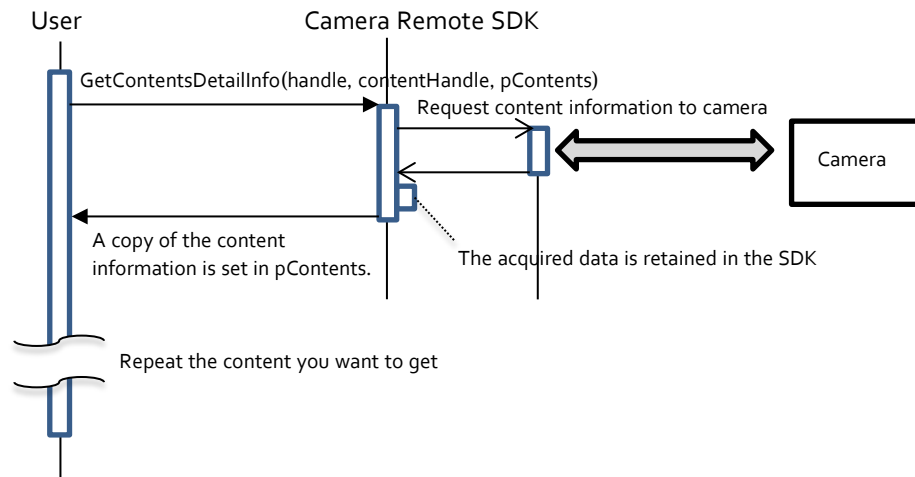 User
Camera Remote SDK
GetContentsDetailInfo(handle, contentHandle, pContents)
Request content information to camera
Camera
A copy of the content
information is set in pContents.
The acquired data is retained in the SDK
Repeat the content you want to get